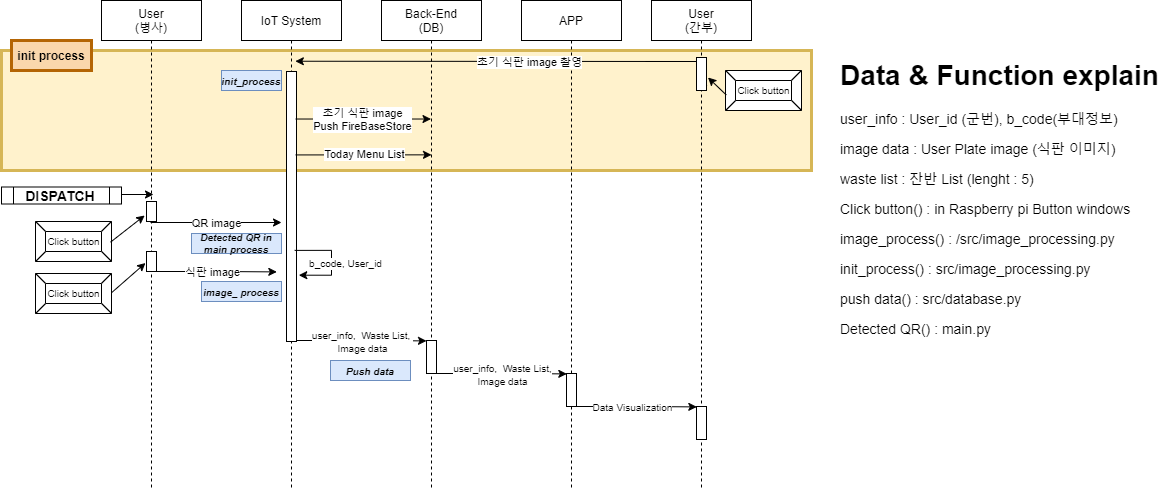 User
(병사)
IoT System
Back-End
(DB)
APP
User
(간부)
init process
초기 식판 image 촬영
init_process
Click button
초기 식판 image
Push FireBaseStore
Today Menu List
DISPATCH
QR image
Click button
Detected QR in
main process
b_code, User_id
식판 image
Click button
image_ process
user_info, Waste List,
Image data
Push data
user_info, Waste List,
Image data
Data Visualization
Data & Function explain
user_info : User_id (군번), b_code(부대정보)
image data : User Plate image (식판 이미지)
waste list : 잔반 List (lenght : 5)
Click button() : in Raspberry pi Button windows
image_process() : /src/image_processing.py
init_process() : src/image_processing.py
push data() : src/database.py
Detected QR() : main.py